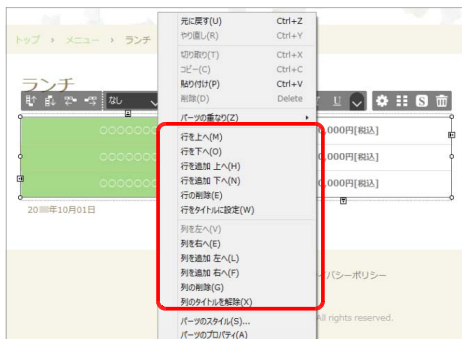 トップ › メニュー › ランチ
ランチ
なし
U
S
○○○○○○○
,000円[税込]
○○○○○○○
,000円[税込]
○○○○○○○
,000円[税込]
年10月01日
元に戻す(U) Ctrl+Z
やり直し(R) Ctrl+Y
切り取り(T) Ctrl+X
コピー(C) Ctrl+C
貼り付け(P) Ctrl+V
削除(D) Delete
パーツの重なり(Z)
行を上へ(M)
行を下へ(O)
行を追加 上へ(H)
行を追加 下へ(N)
行の削除(E)
行をタイトルに設定(W)
列を左へ(V)
列を右へ(E)
列を追加 左へ(L)
列を追加 右へ(F)
列の削除(G)
列のタイトルを解除(X)
パーツのスタイル(S)...
パーツのプロパティ(A)
イバシーポリシー
All rights reserved.